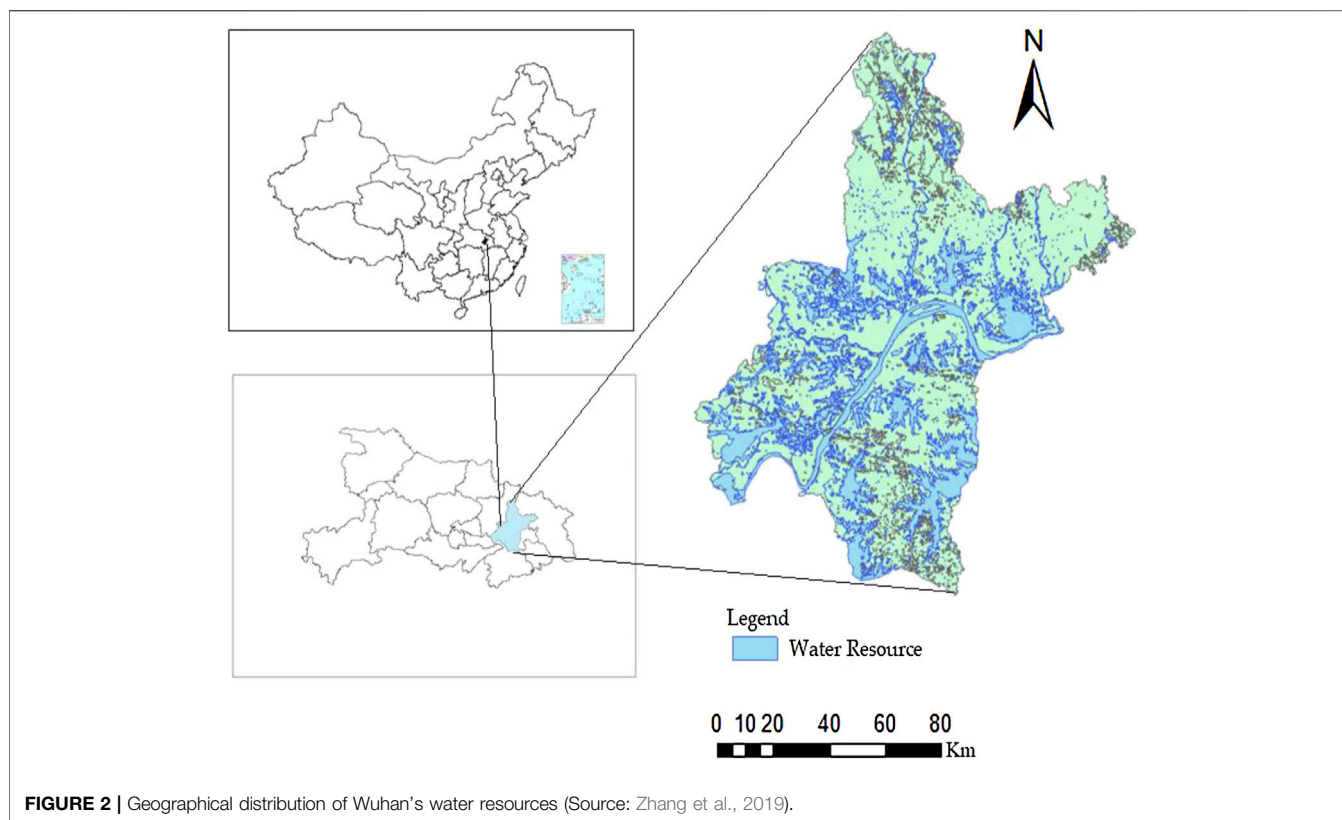 N
Legend
Water Resource
0 10 20 40 60 80
Km
FIGURE 2 | Geographical distribution of Wuhan's water resources (Source: Zhang et al., 2019).